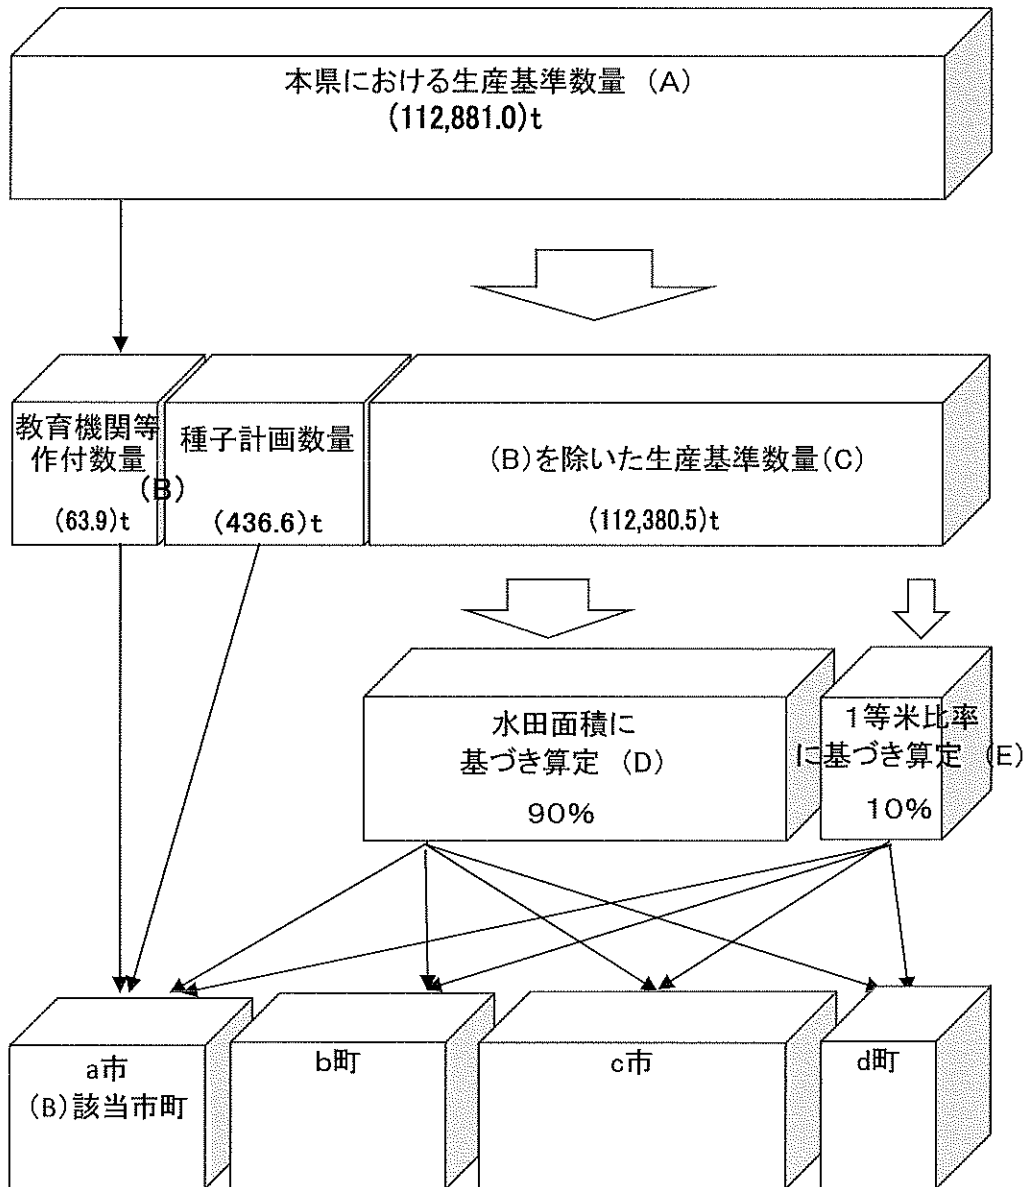 本県における生産基準数量 (A)
(112,881.0)t
教育機関等
作付数量
(B)
(63.9)t
種子計画数量
(436.6)t
(B)を除いた生産基準数量(C)
(112,380.5)t
水田面積に
基づき算定 (D)
90%
1等米比率
に基づき算定 (E)
10%
a市
(B)該当市町
b町
c市
d町